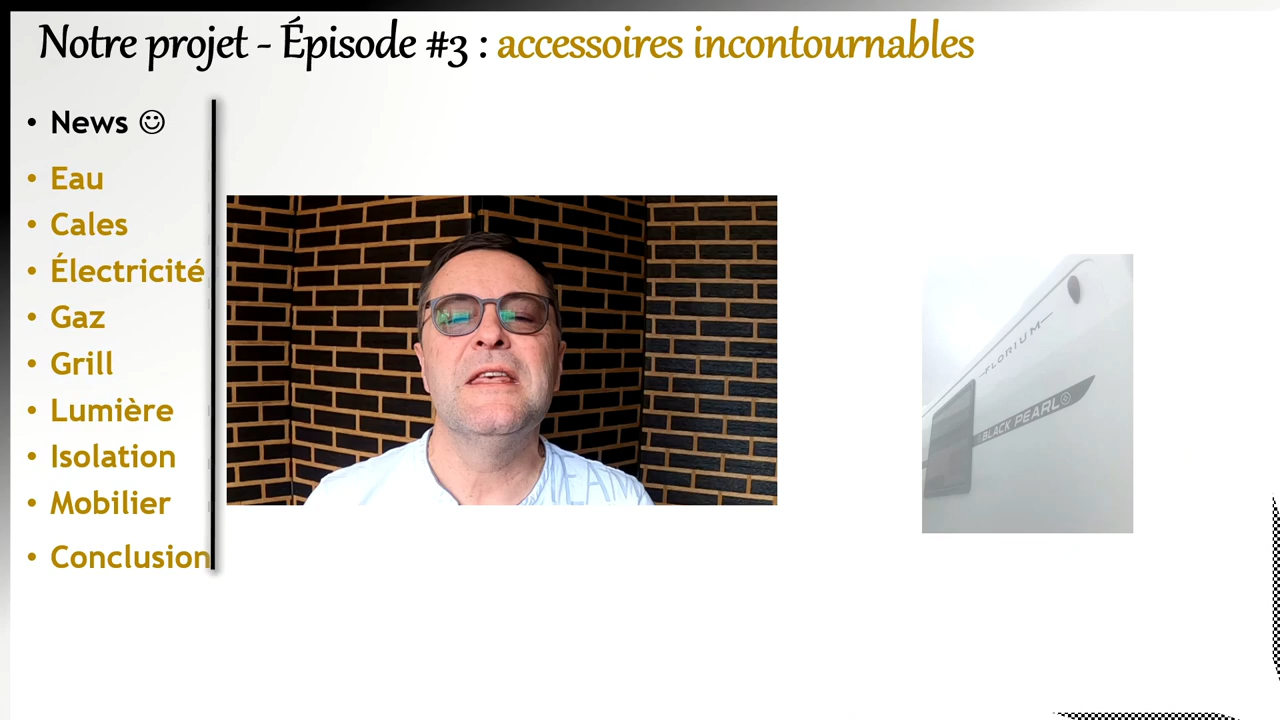 Notre projet - Épisode #3 : accessoires incontournables
• News ☺
• Eau
• Cales
• Électricité
• Gaz
• Grill
• Lumière
• Isolation
• Mobilier
• Conclusion
FLORIUM
BLACK PEARL